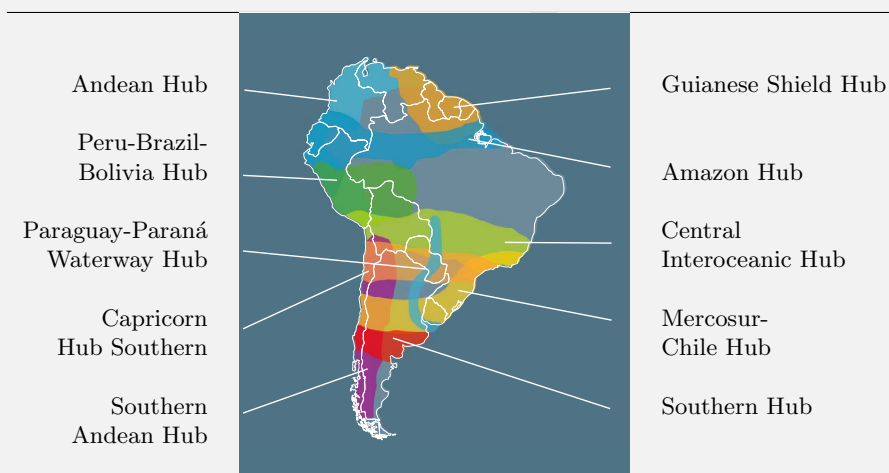 Andean Hub
Peru-Brazil-
Bolivia Hub
Paraguay-Paraná
Waterway Hub
Capricorn
Hub Southern
Southern
Andean Hub
Guianese Shield Hub
Amazon Hub
Central
Interoceanic Hub
Mercosur-
Chile Hub
Southern Hub